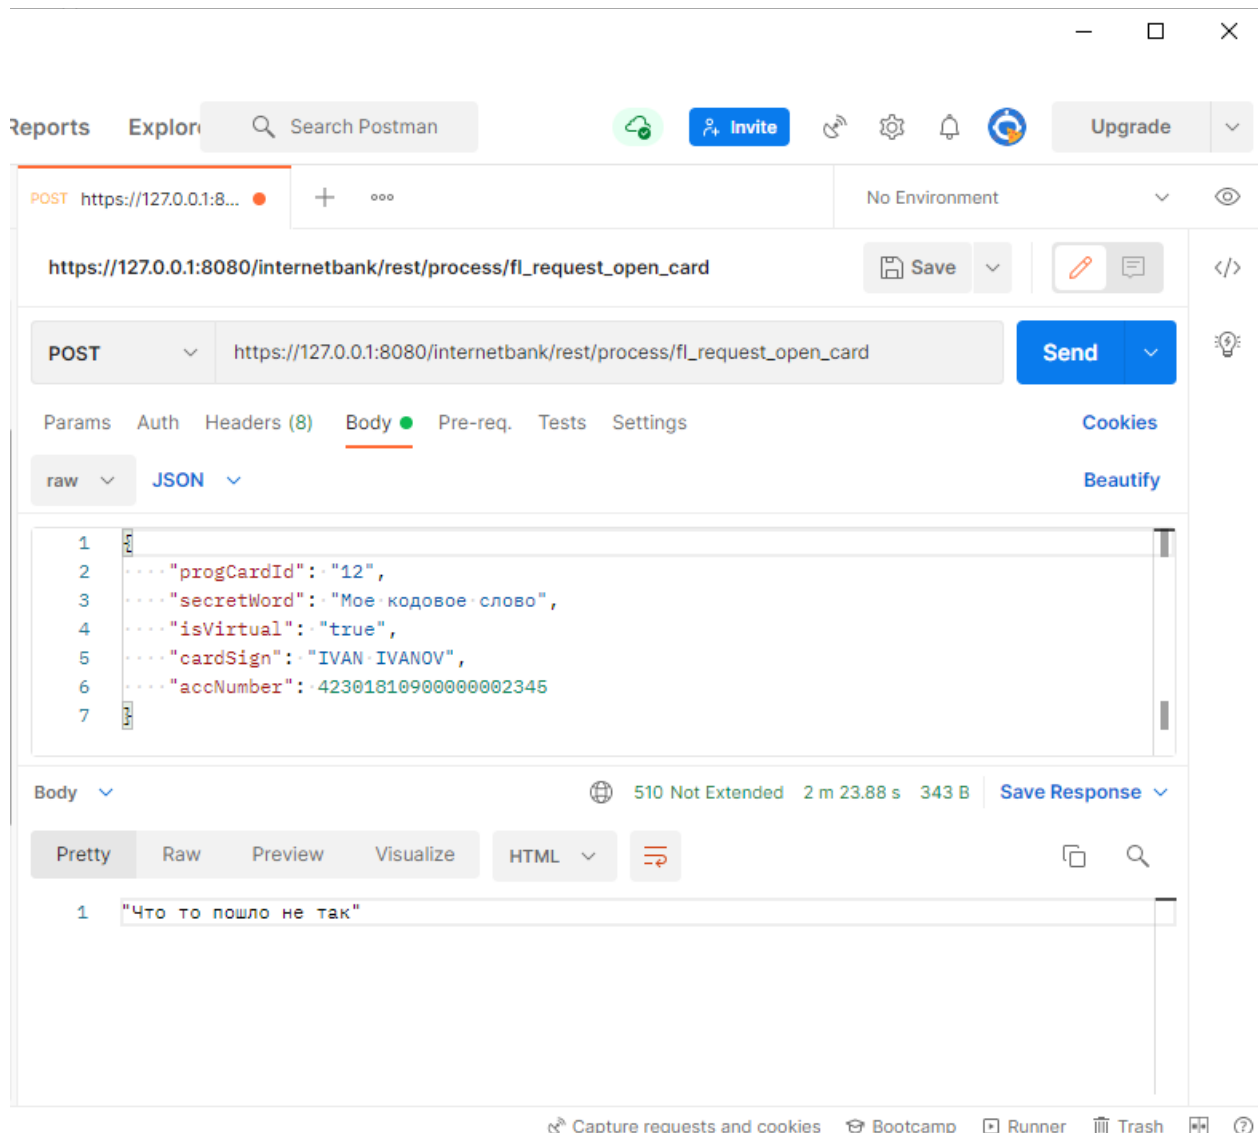 Reports Explor Search Postman Invite Upgrade
POST https://127.0.0.1:8... No Environment
https://127.0.0.1:8080/internetbank/rest/process/fl_request_open_card Save
POST https://127.0.0.1:8080/internetbank/rest/process/fl_request_open_card Send
Params Auth Headers (8) Body Pre-req. Tests Settings Cookies
raw JSON Beautify
1 {
2 "progCardId": "12",
3 "secretWord": "Мое кодовое слово",
4 "isVirtual": "true",
5 "cardSign": "IVAN IVANOV",
6 "accNumber": 42301810900000002345
7 }
Body 510 Not Extended 2 m 23.88 s 343 B Save Response
Pretty Raw Preview Visualize HTML
1 "Что то пошло не так"
Capture requests and cookies Bootcamp Runner Trash